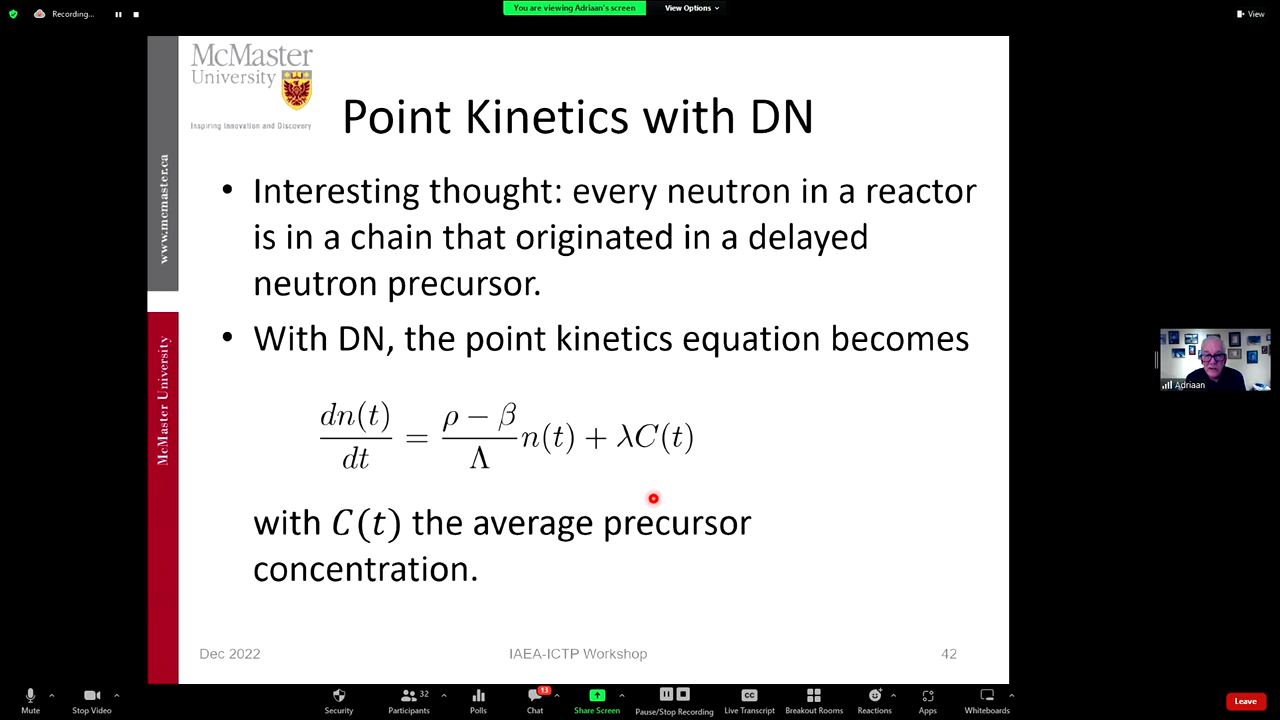 Recording...
You are viewing Adriaan's screen
View Options
View
McMaster
University
Inspiring Innovation and Discovery
www.mcmaster.ca
McMaster University
Point Kinetics with DN
• Interesting thought: every neutron in a reactor
is in a chain that originated in a delayed
neutron precursor.
• With DN, the point kinetics equation becomes
dn(t)/dt = (ρ − β)/Λ n(t) + λC(t)
with C(t) the average precursor
concentration.
Dec 2022
IAEA-ICTP Workshop
42
Adriaan
Mute
Stop Video
Security
32
Participants
Polls
13
Chat
Share Screen
Pause/Stop Recording
CC
Live Transcript
Breakout Rooms
Reactions
Apps
Whiteboards
Leave